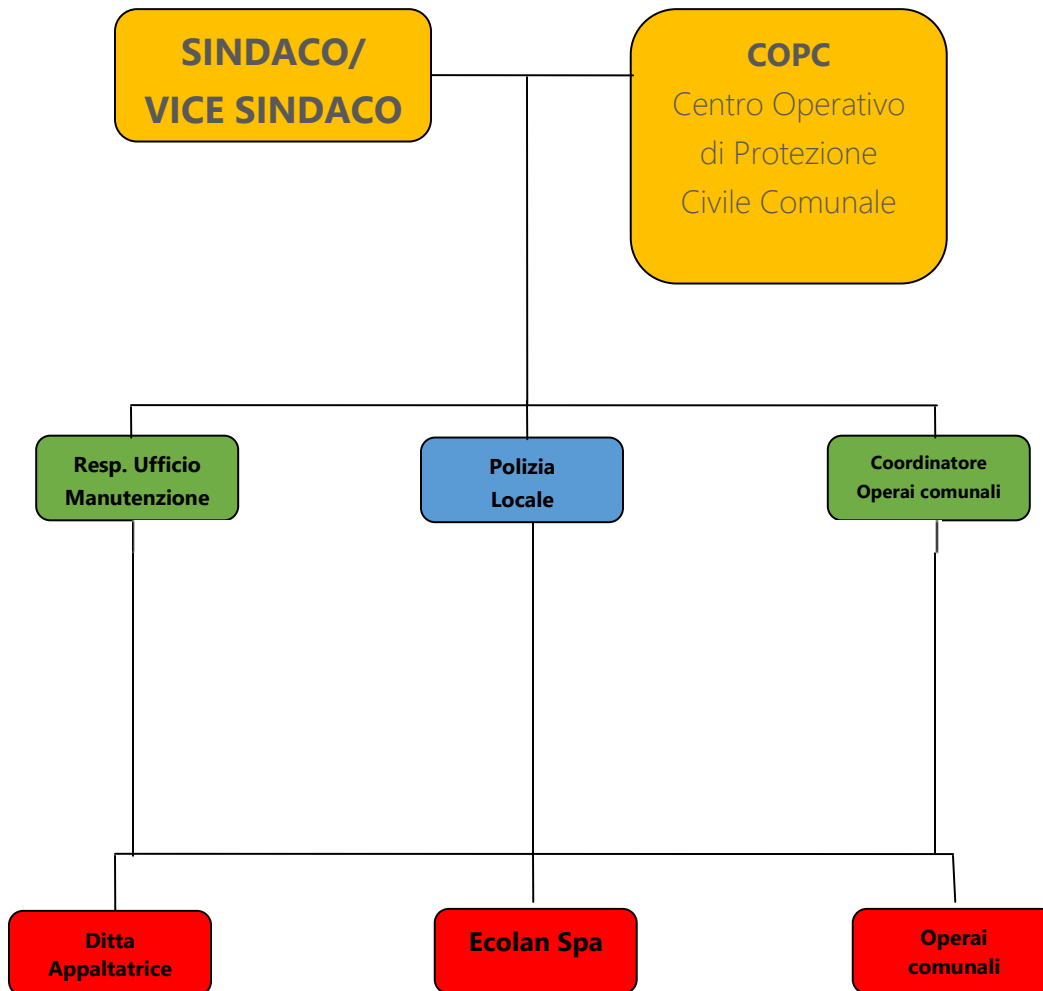 SINDACO/
VICE SINDACO
COPC
Centro Operativo
di Protezione
Civile Comunale
Resp. Ufficio
Manutenzione
Polizia
Locale
Coordinatore
Operai comunali
Ditta
Appaltatrice
Ecolan Spa
Operai
comunali